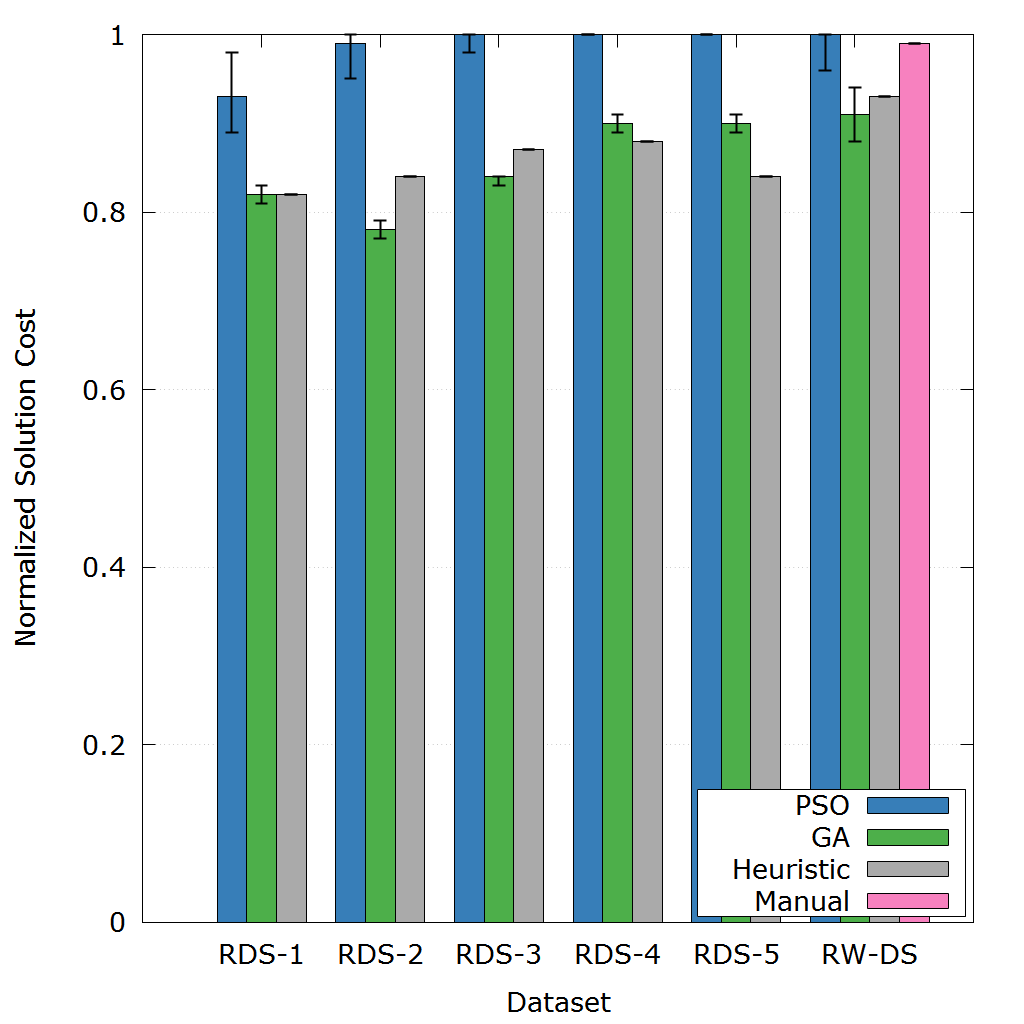 1
0.8
0.6
0.4
0.2
0
Normalized Solution Cost
PSO
GA
Heuristic
Manual
RDS-1 RDS-2 RDS-3 RDS-4 RDS-5 RW-DS
Dataset